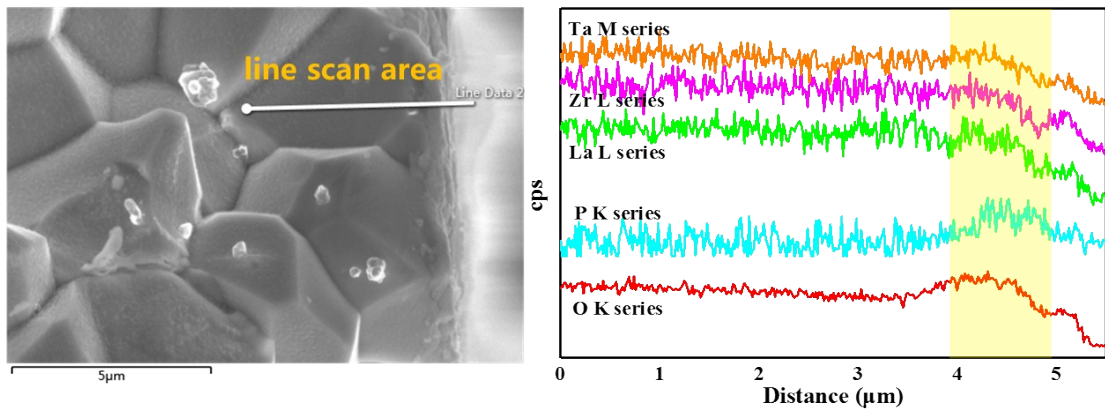 line scan area
Line Data 2
5μm
Ta M series
Zr L series
La L series
P K series
O K series
cps
0 1 2 3 4 5
Distance (μm)